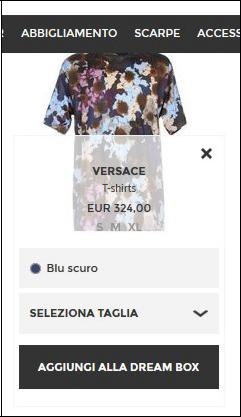 ABBIGLIAMENTO SCARPE ACCESS
VERSACE
T-shirts
EUR 324,00
S M XL
Blu scuro
SELEZIONA TAGLIA
AGGIUNGI ALLA DREAM BOX